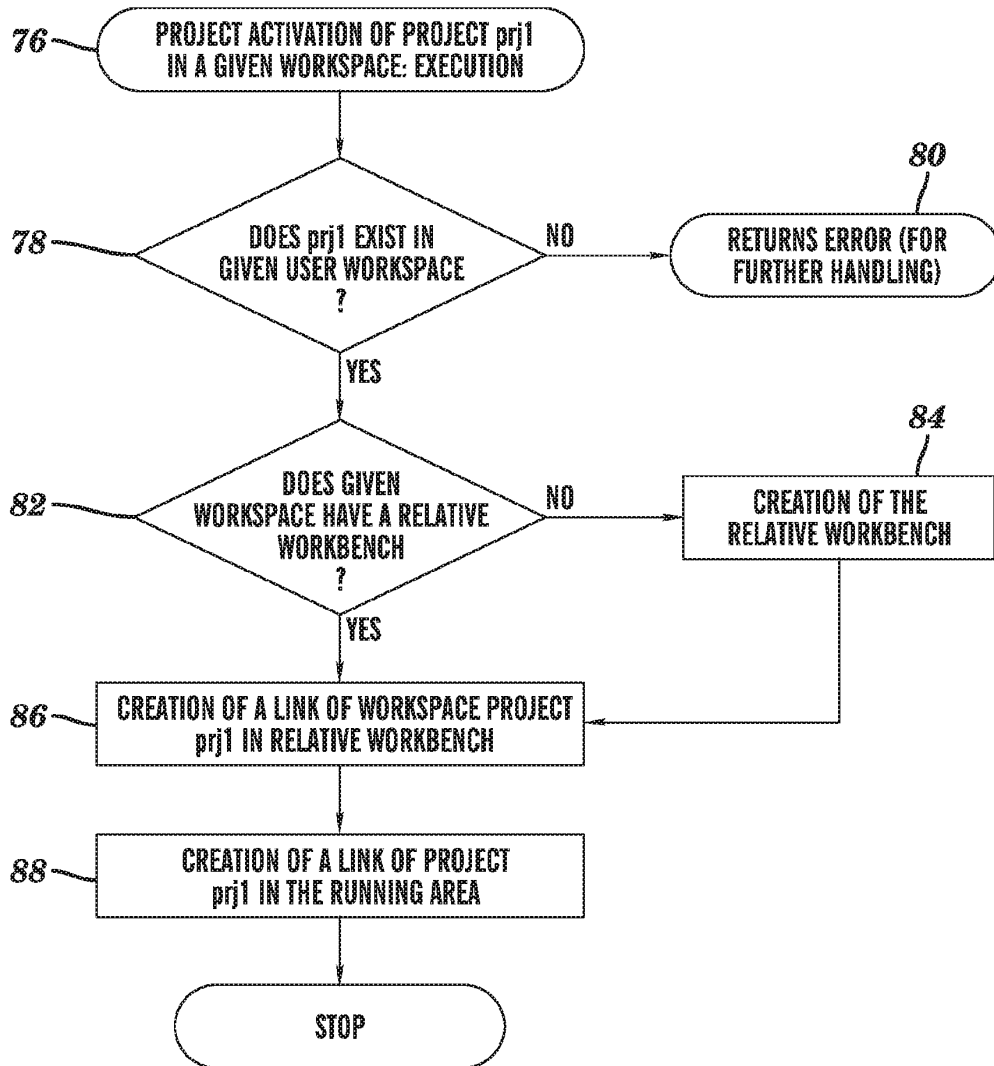 76
PROJECT ACTIVATION OF PROJECT prj1
IN A GIVEN WORKSPACE: EXECUTION
78
DOES prj1 EXIST IN
GIVEN USER WORKSPACE
?
NO
80
RETURNS ERROR (FOR
FURTHER HANDLING)
YES
82
DOES GIVEN
WORKSPACE HAVE A RELATIVE
WORKBENCH
?
NO
84
CREATION OF THE
RELATIVE WORKBENCH
YES
86
CREATION OF A LINK OF WORKSPACE PROJECT
prj1 IN RELATIVE WORKBENCH
88
CREATION OF A LINK OF PROJECT
prj1 IN THE RUNNING AREA
STOP